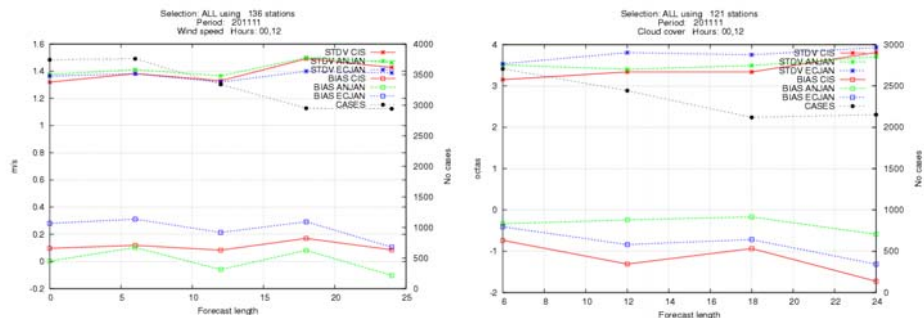 Selection: ALL using 136 stations
Period: 201111
Wind speed Hours: 00,12
STDV CIS
STDV ANJAN
STDV ECJAN
BIAS CIS
BIAS ANJAN
BIAS ECJAN
CASES
1.6
1.4
1.2
1
0.8
0.6
0.4
0.2
0
-0.2
m/s
4000
3500
3000
2500
2000
1500
1000
500
0
No cases
0 5 10 15 20 25
Forecast length
Selection: ALL using 121 stations
Period: 201111
Cloud cover Hours: 00,12
STDV CIS
STDV ANJAN
STDV ECJAN
BIAS CIS
BIAS ANJAN
BIAS ECJAN
CASES
4
3
2
1
0
-1
-2
octas
3000
2500
2000
1500
1000
500
0
No cases
6 8 10 12 14 16 18 20 22 24
Forecast length